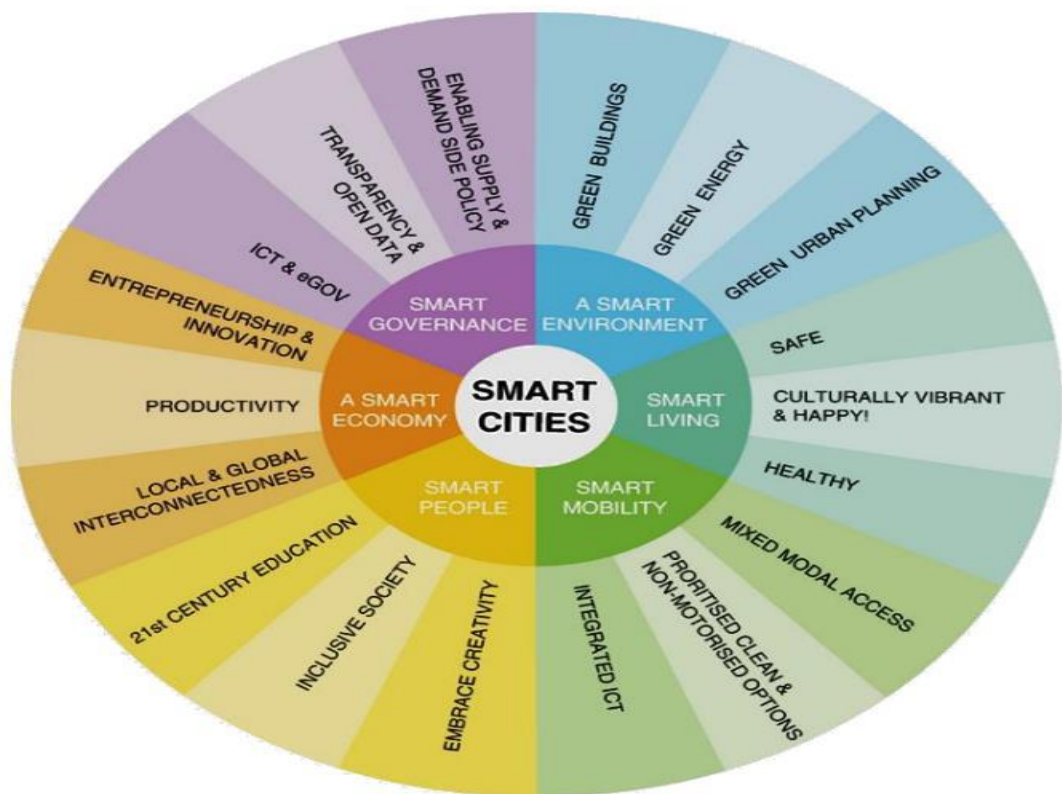 SMART
CITIES
A SMART
ENVIRONMENT
GREEN BUILDINGS
GREEN ENERGY
GREEN URBAN PLANNING
SMART
LIVING
SAFE
CULTURALLY VIBRANT
& HAPPY!
HEALTHY
SMART
MOBILITY
MIXED MODAL ACCESS
PRIORITISED CLEAN &
NON-MOTORISED OPTIONS
INTEGRATED ICT
SMART
PEOPLE
EMBRACE CREATIVITY
INCLUSIVE SOCIETY
21st CENTURY EDUCATION
A SMART
ECONOMY
LOCAL & GLOBAL
INTERCONNECTEDNESS
PRODUCTIVITY
ENTREPRENEURSHIP &
INNOVATION
SMART
GOVERNANCE
ICT & eGOV
TRANSPARENCY &
OPEN DATA
ENABLING SUPPLY &
DEMAND SIDE POLICY